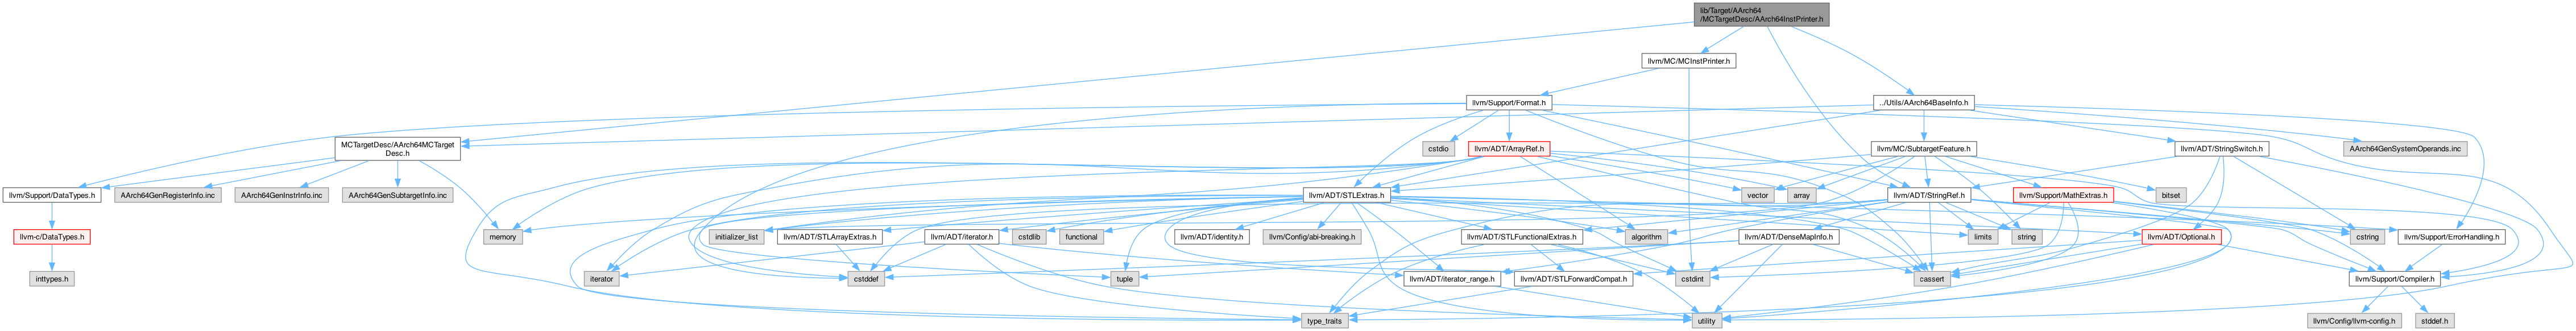 lib/Target/AArch64
/MCTargetDesc/AArch64InstPrinter.h
llvm/MC/MCInstPrinter.h
llvm/Support/Format.h
../Utils/AArch64BaseInfo.h
MCTargetDesc/AArch64MCTarget
Desc.h
cstdio
llvm/ADT/ArrayRef.h
llvm/MC/SubtargetFeature.h
llvm/ADT/StringSwitch.h
AArch64GenSystemOperands.inc
llvm/Support/DataTypes.h
AArch64GenRegisterInfo.inc
AArch64GenInstrInfo.inc
AArch64GenSubtargetInfo.inc
llvm/ADT/STLExtras.h
vector
array
llvm/ADT/StringRef.h
llvm/Support/MathExtras.h
bitset
llvm-c/DataTypes.h
memory
initializer_list
llvm/ADT/STLArrayExtras.h
llvm/ADT/iterator.h
cstdlib
functional
llvm/ADT/identity.h
llvm/Config/abi-breaking.h
llvm/ADT/STLFunctionalExtras.h
algorithm
llvm/ADT/DenseMapInfo.h
limits
string
llvm/ADT/Optional.h
cstring
llvm/Support/ErrorHandling.h
inttypes.h
iterator
cstddef
tuple
llvm/ADT/iterator_range.h
llvm/ADT/STLForwardCompat.h
cstdint
cassert
llvm/Support/Compiler.h
type_traits
utility
llvm/Config/llvm-config.h
stddef.h